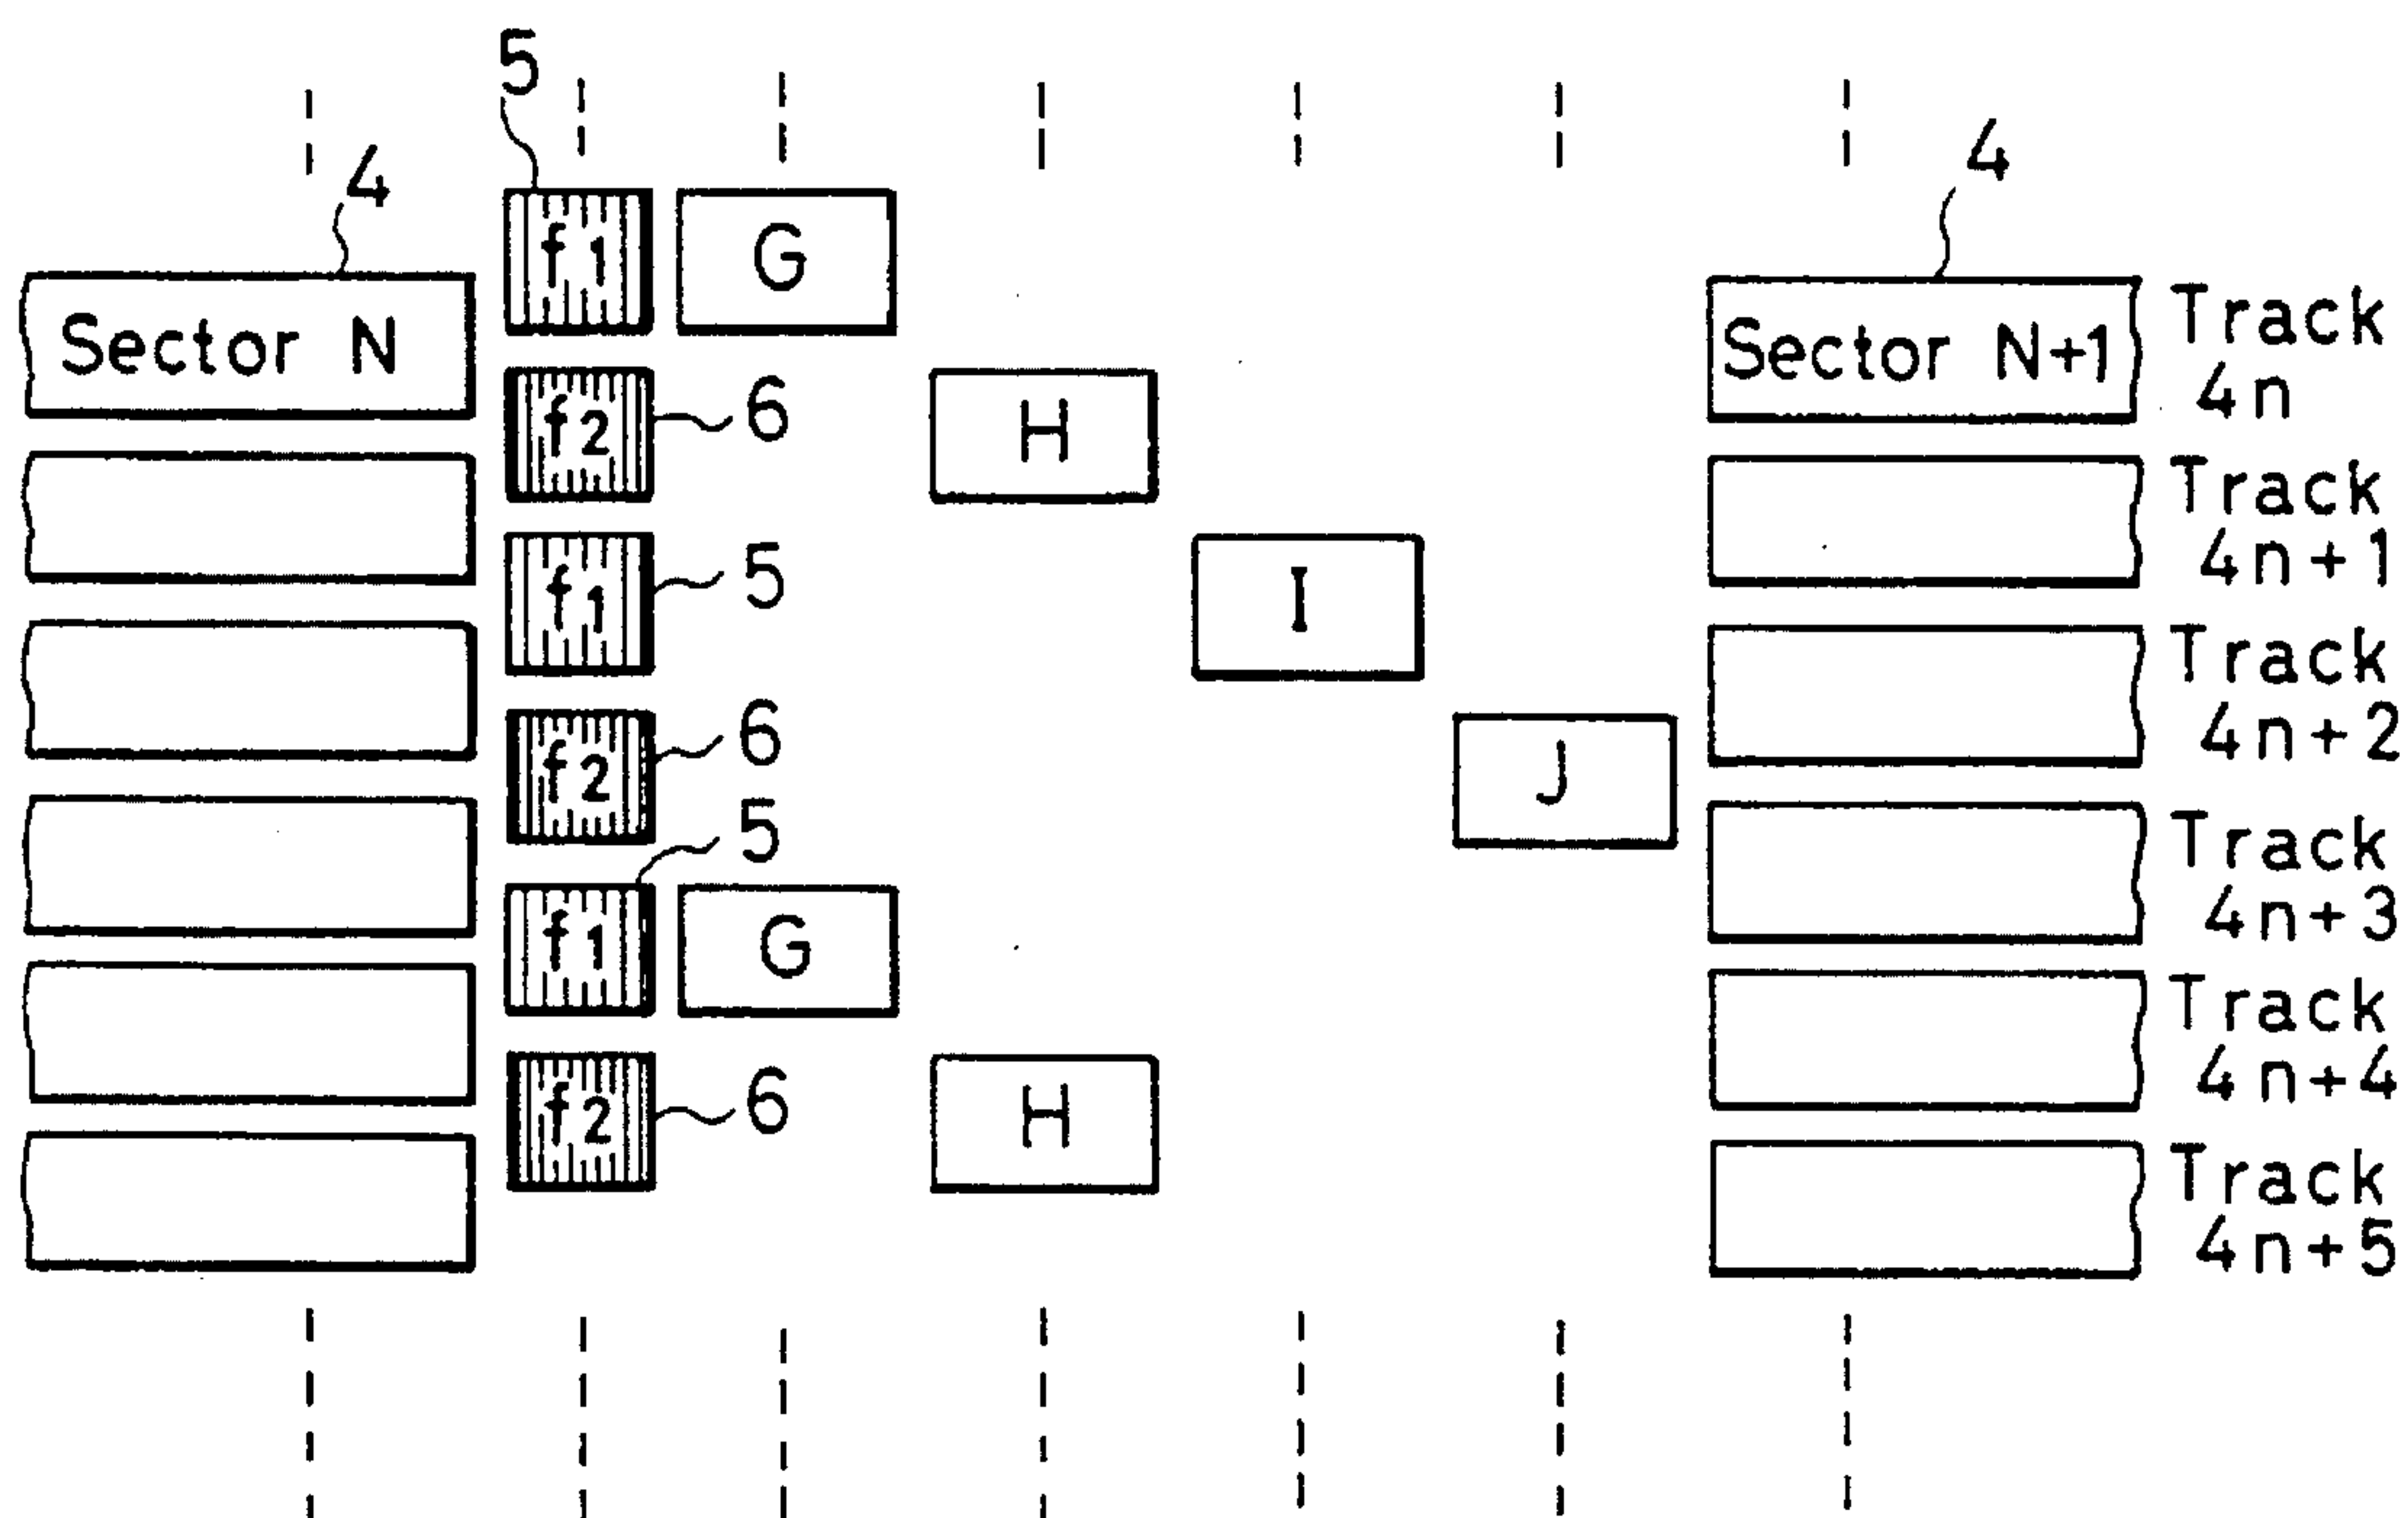 5
4
4
f1
G
Sector N
Sector N+1
Track
4n
f2
6
H
Track
4n+1
f1
5
I
Track
4n+2
f2
6
J
5
Track
4n+3
f1
G
Track
4n+4
f2
6
H
Track
4n+5